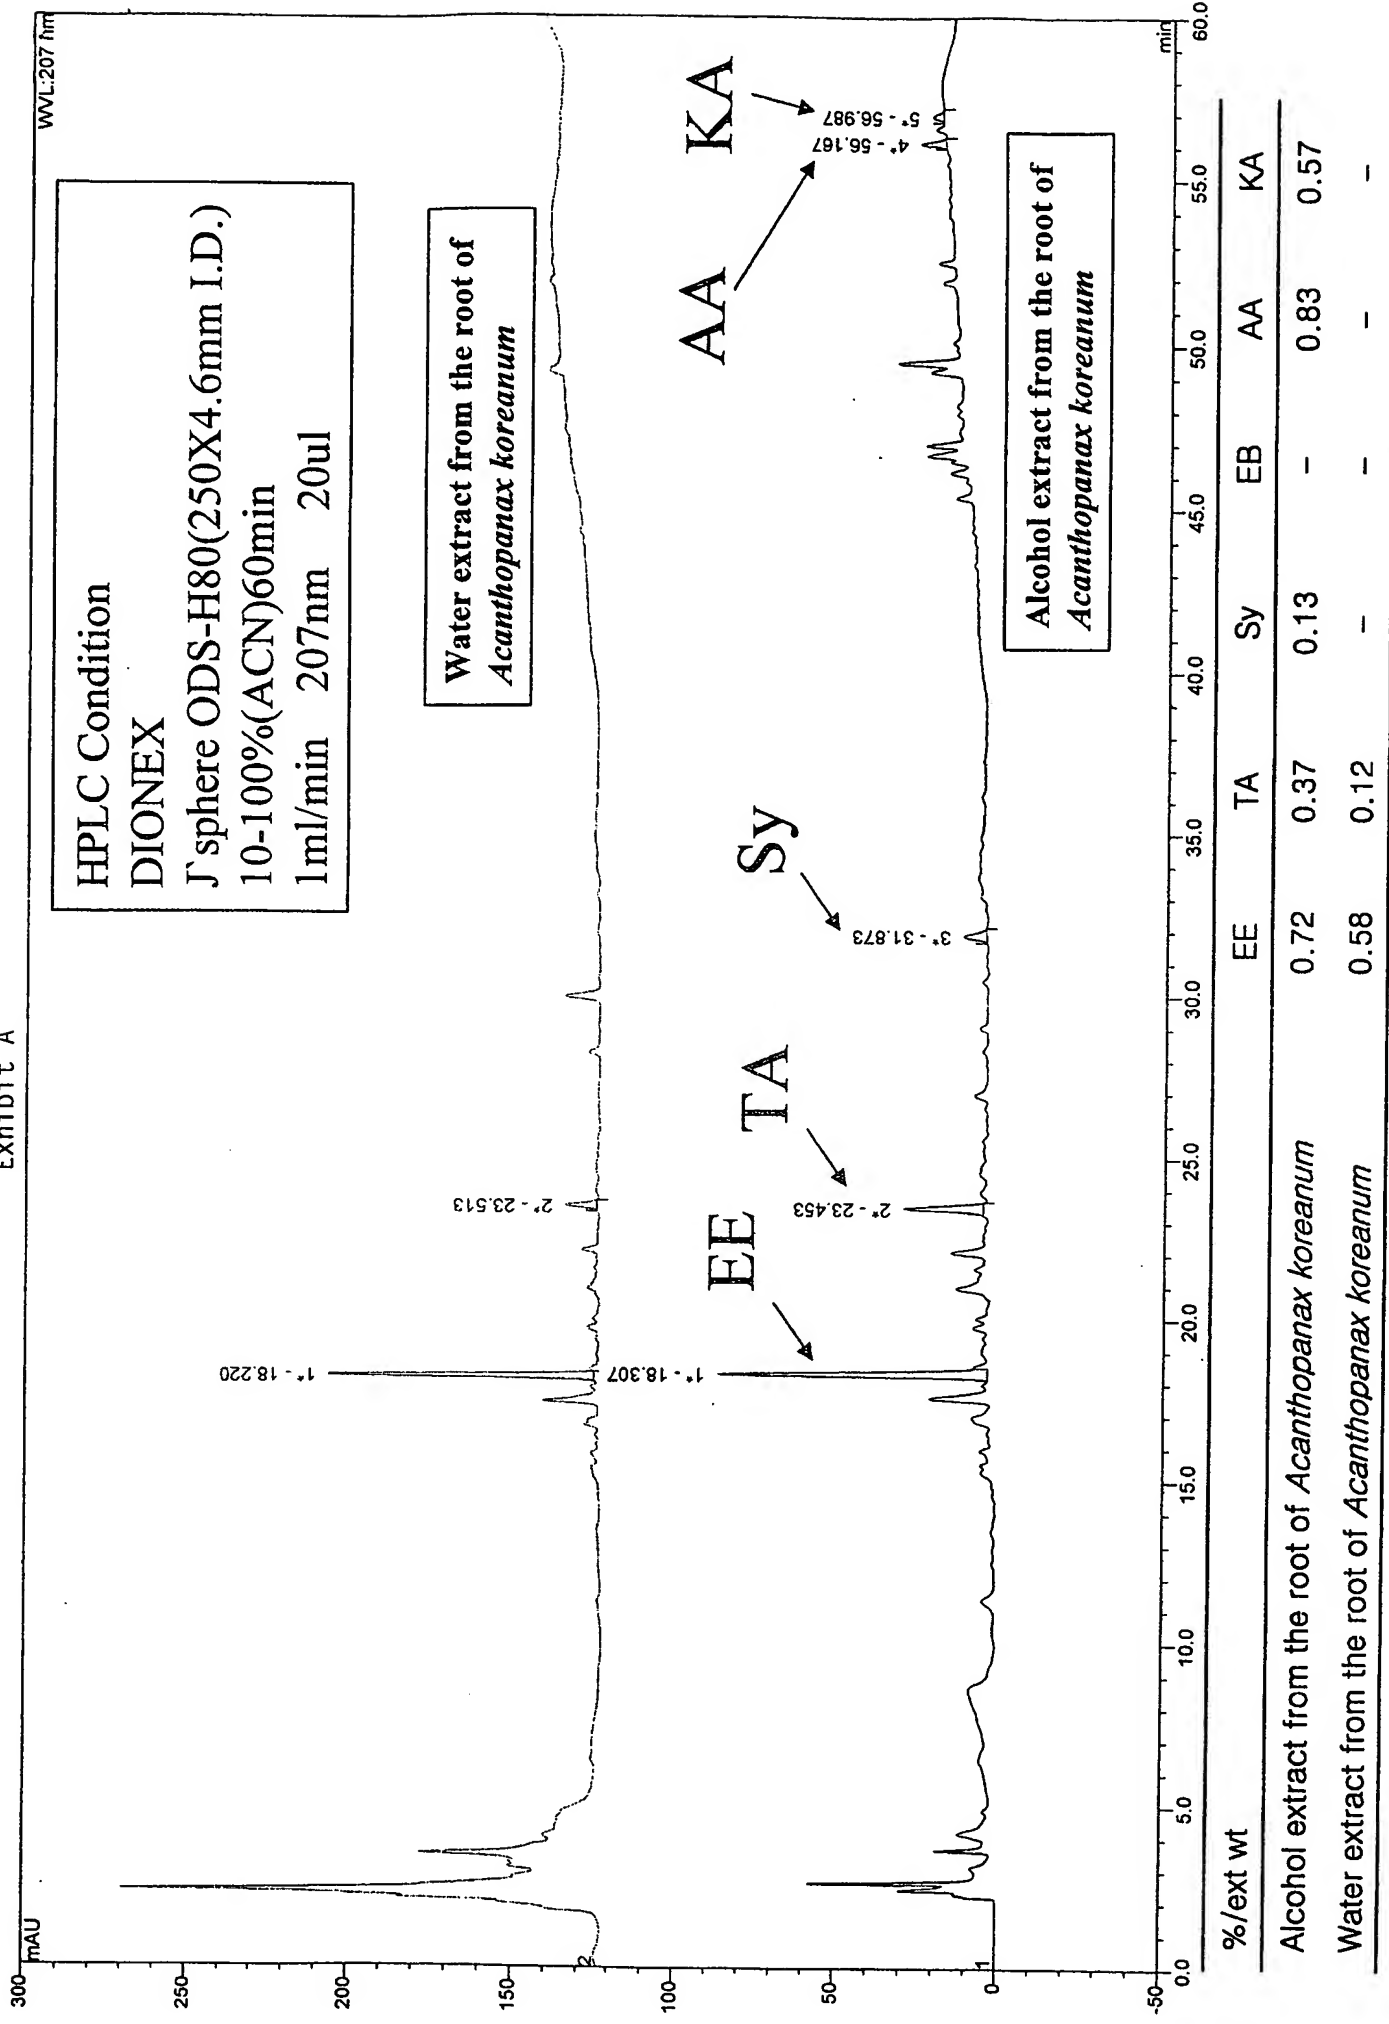 Exhibit A
WVL:207 nm
mAU
300
250
200
150
100
50
0
-50
HPLC Condition
DIONEX
J`sphere ODS-H80(250X4.6mm I.D.)
10-100%(ACN)60min
1ml/min 207nm 20ul
Water extract from the root of
Acanthopanax koreanum
1* - 18.220
2* - 23.513
2
EE
TA
Sy
AA
KA
1* - 18.307
2* - 23.453
3* - 31.873
4* - 56.167
5* - 56.987
1
Alcohol extract from the root of
Acanthopanax koreanum
min
0.0 5.0 10.0 15.0 20.0 25.0 30.0 35.0 40.0 45.0 50.0 55.0 60.0
%/ext wt EE TA Sy EB AA KA
Alcohol extract from the root of Acanthopanax koreanum 0.72 0.37 0.13 – 0.83 0.57
Water extract from the root of Acanthopanax koreanum 0.58 0.12 – – – –